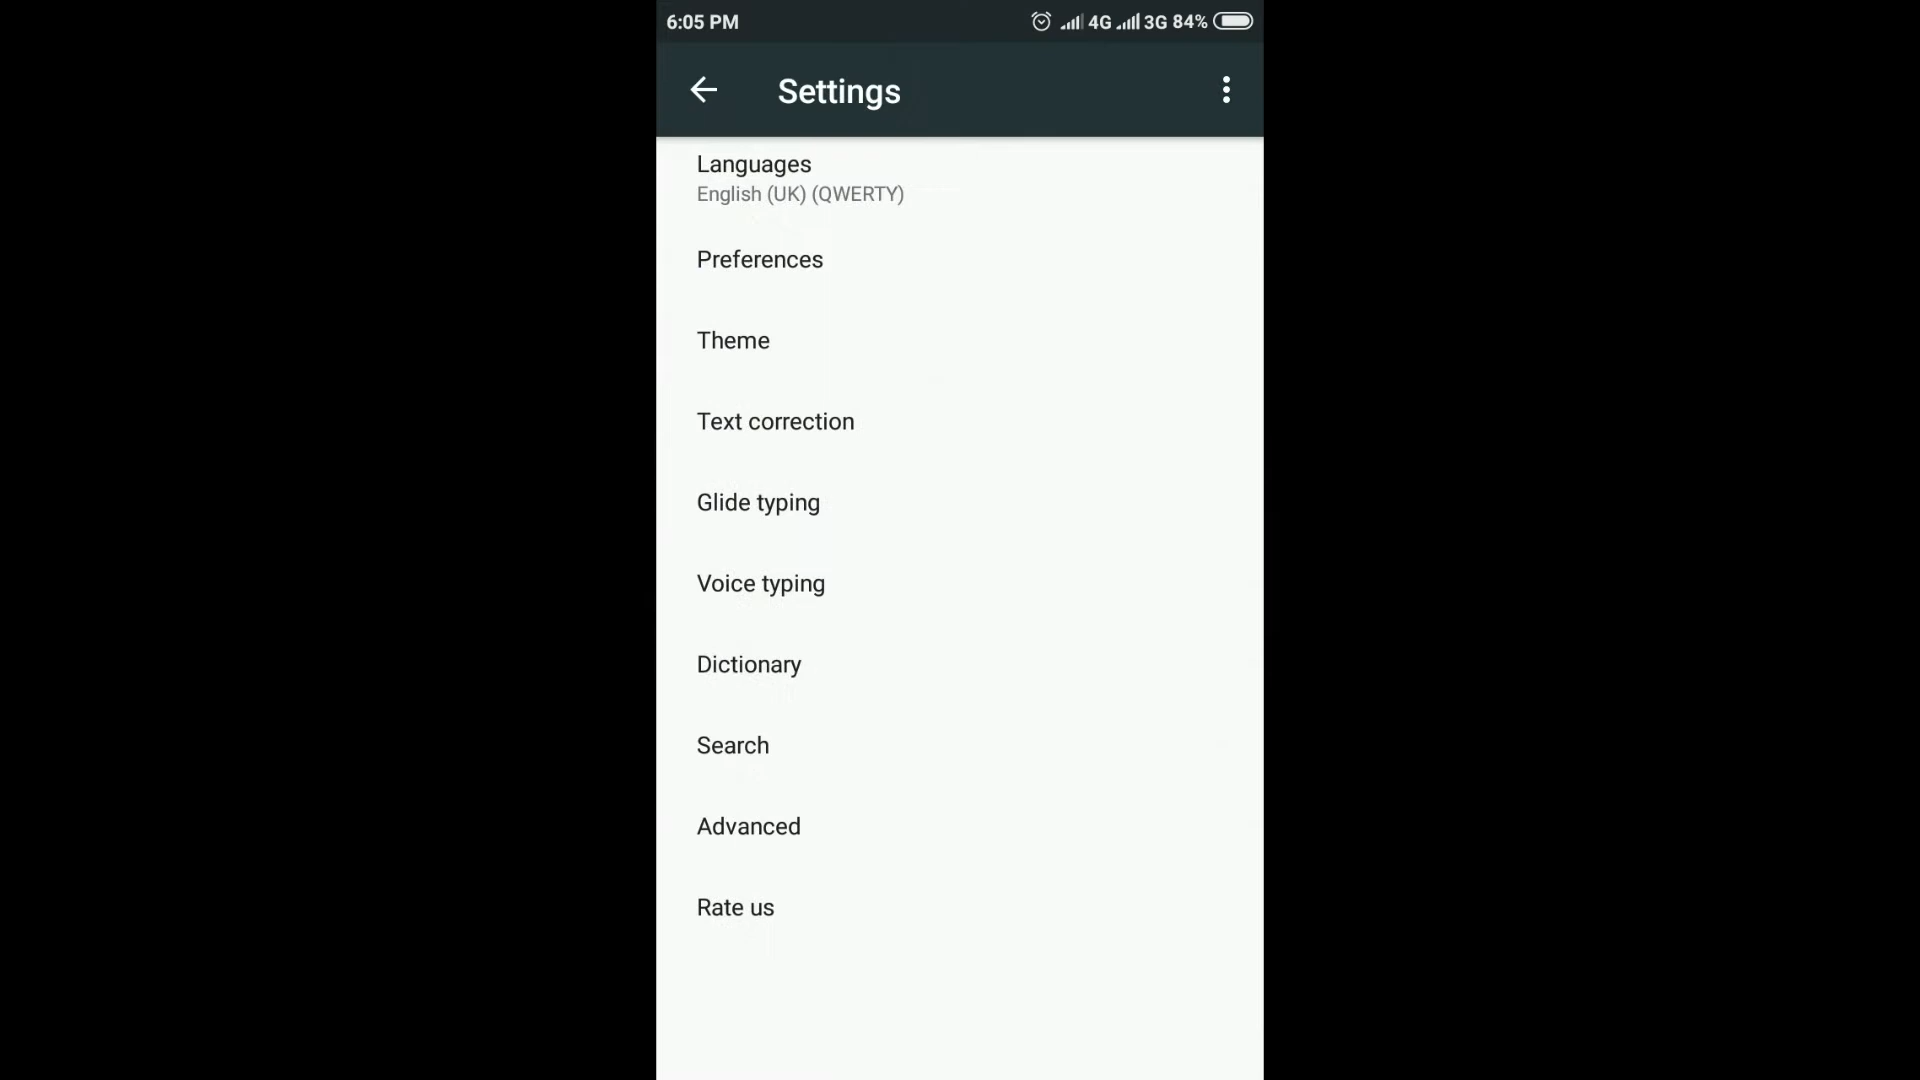 6:05 PM 4G 3G 84%
Settings
Languages
English (UK) (QWERTY)
Preferences
Theme
Text correction
Glide typing
Voice typing
Dictionary
Search
Advanced
Rate us